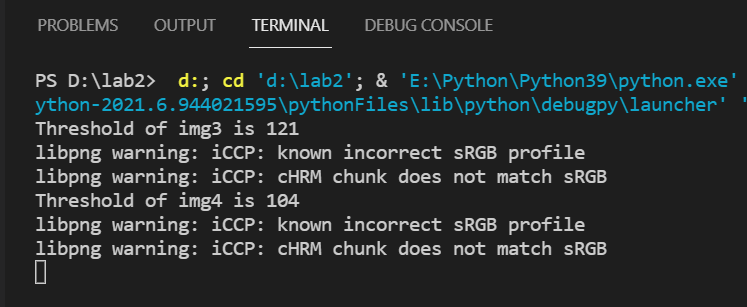 PROBLEMS OUTPUT TERMINAL DEBUG CONSOLE
PS D:\lab2>  d:; cd 'd:\lab2'; & 'E:\Python\Python39\python.exe'
ython-2021.6.944021595\pythonFiles\lib\python\debugpy\launcher' '
Threshold of img3 is 121
libpng warning: iCCP: known incorrect sRGB profile
libpng warning: iCCP: cHRM chunk does not match sRGB
Threshold of img4 is 104
libpng warning: iCCP: known incorrect sRGB profile
libpng warning: iCCP: cHRM chunk does not match sRGB